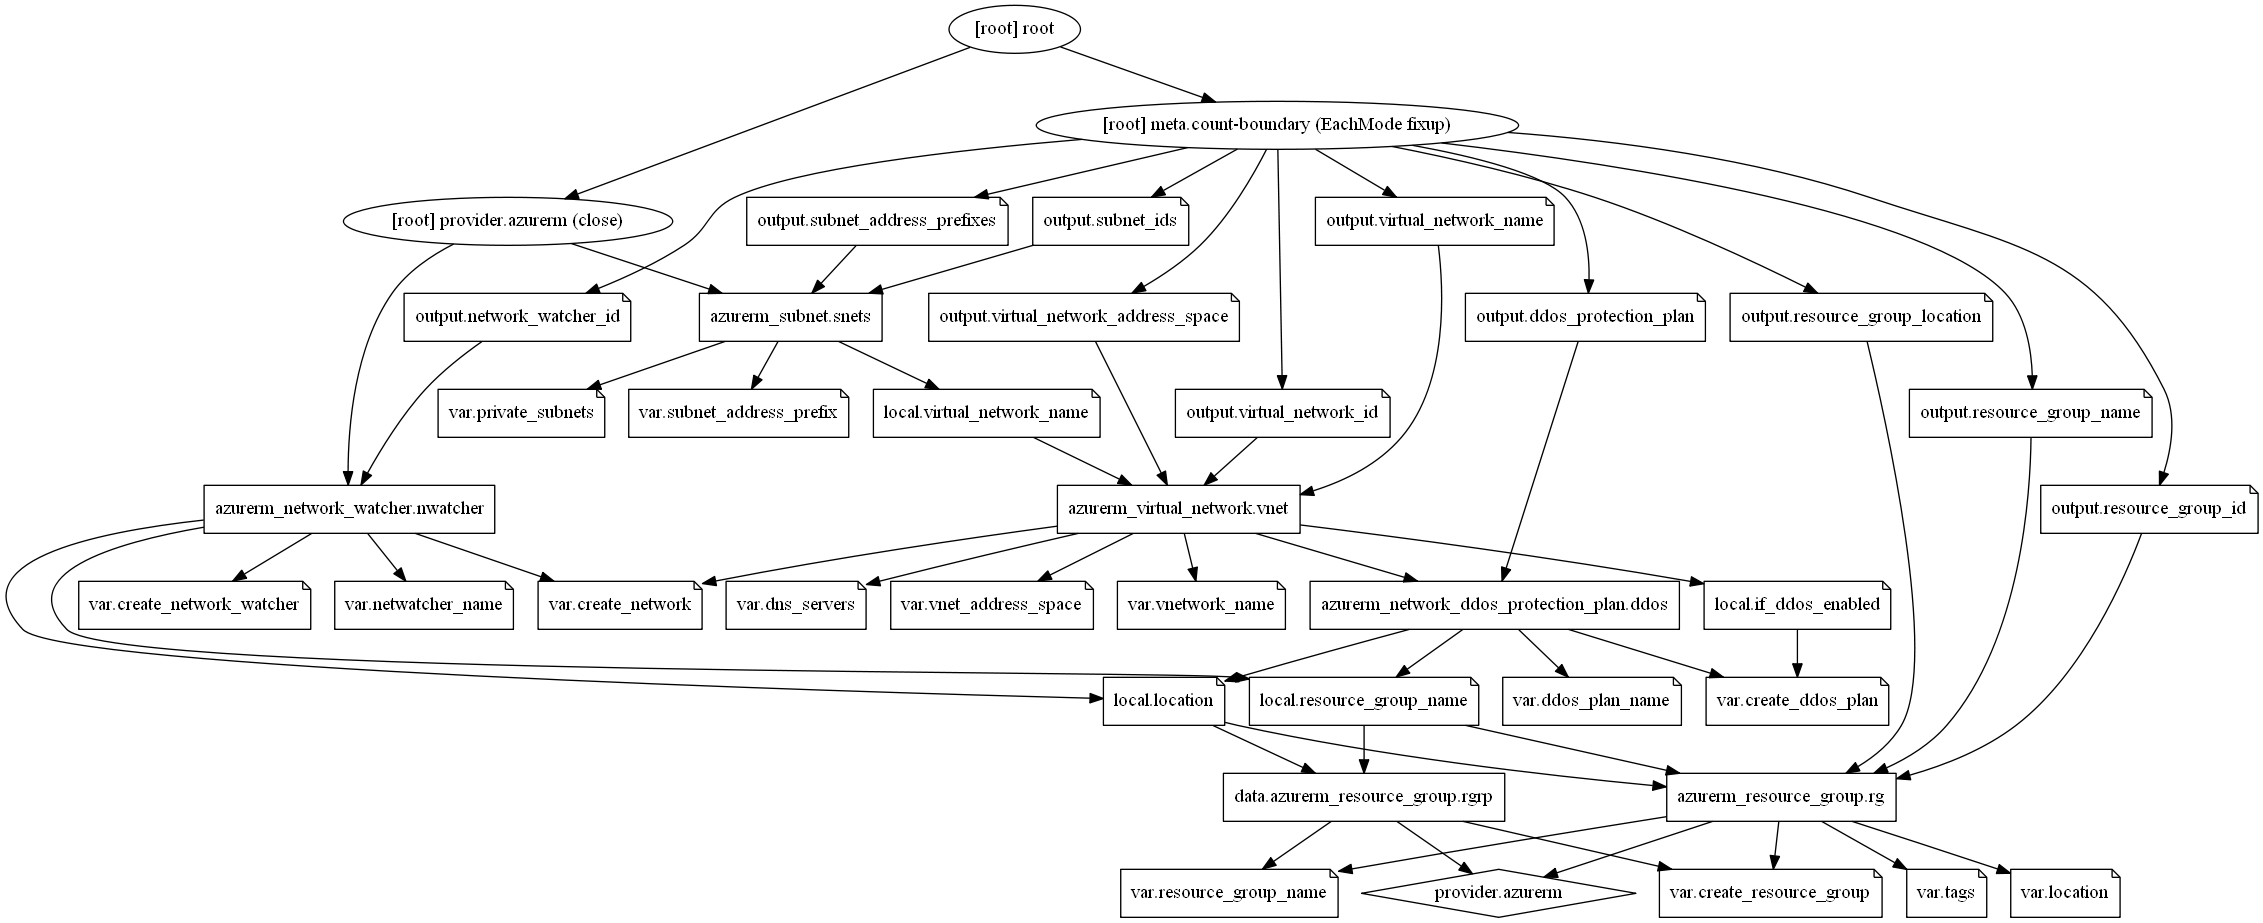 [root] root
[root] meta.count-boundary (EachMode fixup)
[root] provider.azurerm (close)
output.subnet_address_prefixes
output.subnet_ids
output.virtual_network_name
output.network_watcher_id
azurerm_subnet.snets
output.virtual_network_address_space
output.ddos_protection_plan
output.resource_group_location
var.private_subnets
var.subnet_address_prefix
local.virtual_network_name
output.virtual_network_id
output.resource_group_name
azurerm_network_watcher.nwatcher
azurerm_virtual_network.vnet
output.resource_group_id
var.create_network_watcher
var.netwatcher_name
var.create_network
var.dns_servers
var.vnet_address_space
var.vnetwork_name
azurerm_network_ddos_protection_plan.ddos
local.if_ddos_enabled
local.location
local.resource_group_name
var.ddos_plan_name
var.create_ddos_plan
data.azurerm_resource_group.rgrp
azurerm_resource_group.rg
var.resource_group_name
provider.azurerm
var.create_resource_group
var.tags
var.location